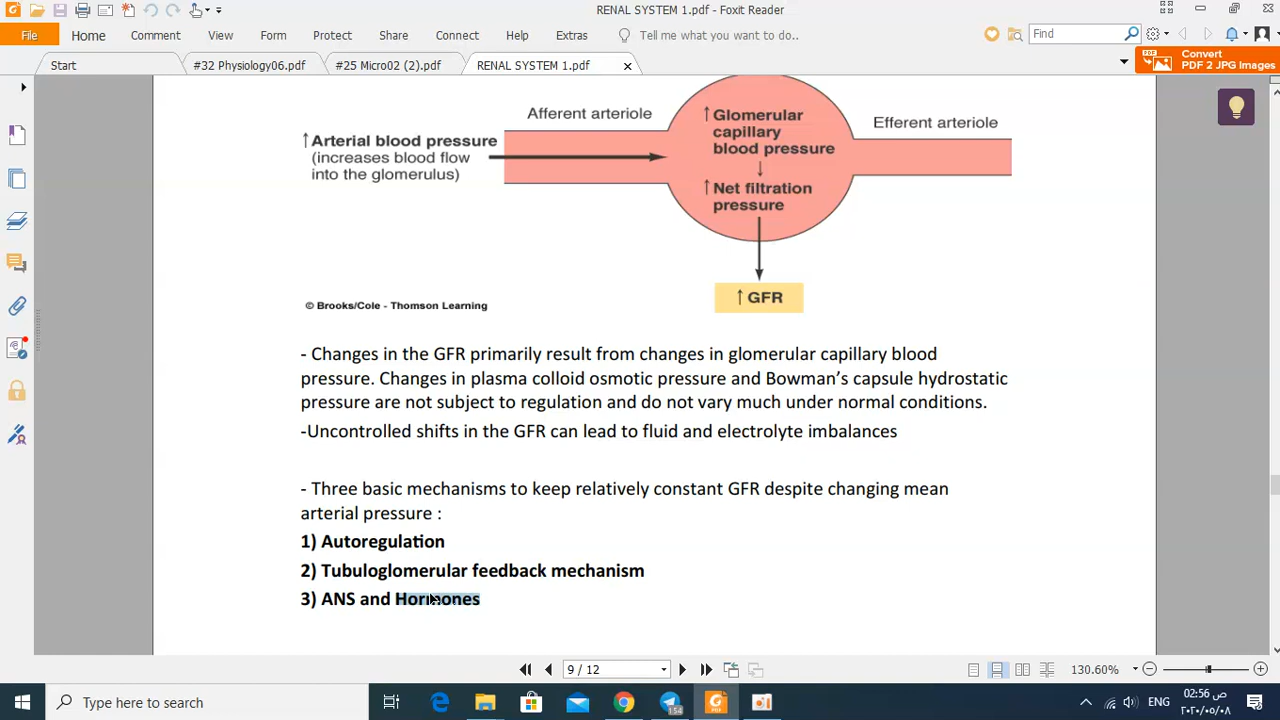 RENAL SYSTEM 1.pdf - Foxit Reader
File Home Comment View Form Protect Share Connect Help Extras Tell me what you want to do.. Find
Start #32 Physiology06.pdf #25 Micro02 (2).pdf RENAL SYSTEM 1.pdf
Convert
PDF 2 JPG Images
Afferent arteriole
Efferent arteriole
↑ Glomerular
capillary
blood pressure
↓
↑ Net filtration
pressure
↑ Arterial blood pressure
(increases blood flow
into the glomerulus)
↑ GFR
© Brooks/Cole - Thomson Learning
- Changes in the GFR primarily result from changes in glomerular capillary blood
pressure. Changes in plasma colloid osmotic pressure and Bowman’s capsule hydrostatic
pressure are not subject to regulation and do not vary much under normal conditions.
-Uncontrolled shifts in the GFR can lead to fluid and electrolyte imbalances
- Three basic mechanisms to keep relatively constant GFR despite changing mean
arterial pressure :
1) Autoregulation
2) Tubuloglomerular feedback mechanism
3) ANS and Hormones
9 / 12
130.60%
Type here to search
154
ENG
02:56 ص
٢٠٢٠/٠٥/٠٨